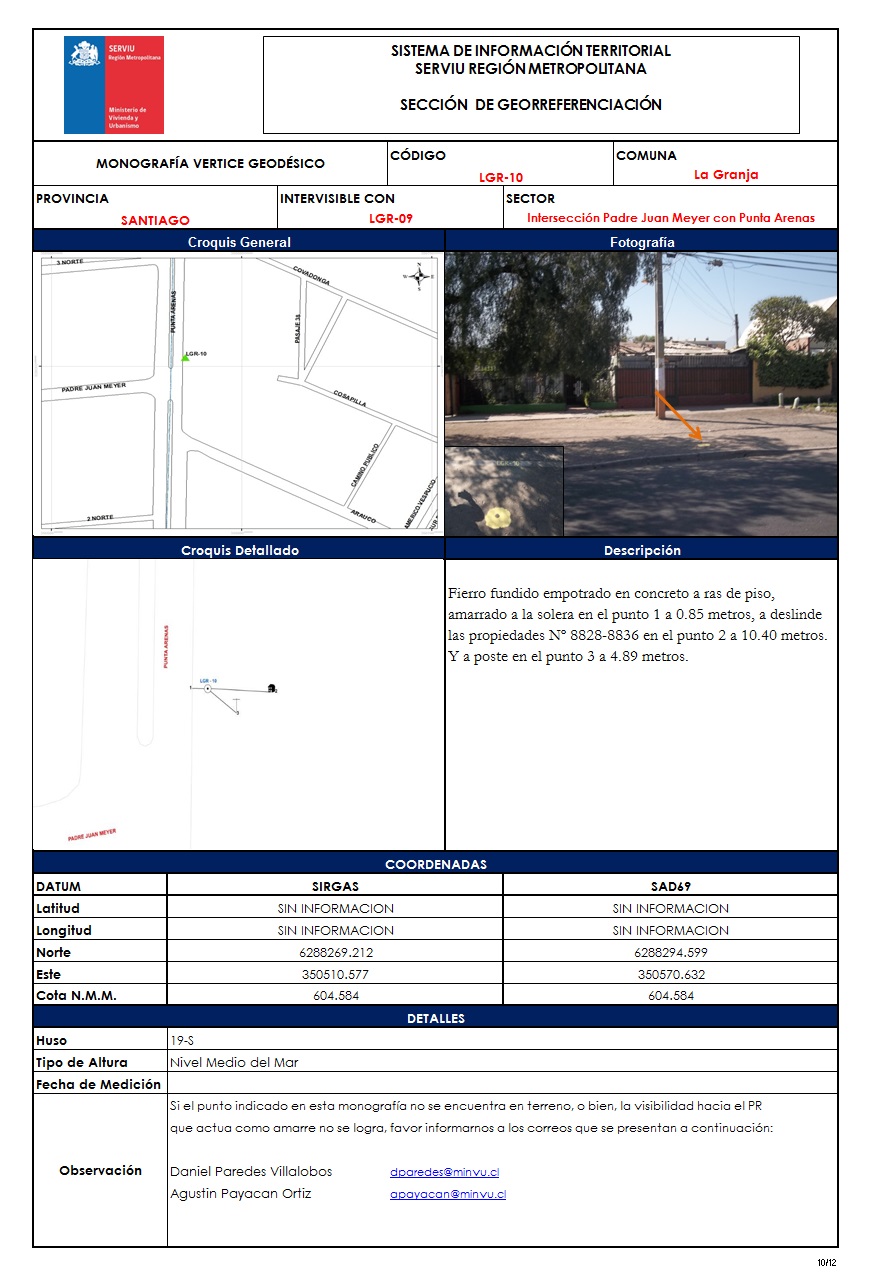 SERVIU
Región Metropolitana
Ministerio de
Vivienda y
Urbanismo
SISTEMA DE INFORMACIÓN TERRITORIAL
SERVIU REGIÓN METROPOLITANA
SECCIÓN DE GEORREFERENCIACIÓN
MONOGRAFÍA VERTICE GEODÉSICO
CÓDIGO
LGR-10
COMUNA
La Granja
PROVINCIA
SANTIAGO
INTERVISIBLE CON
LGR-09
SECTOR
Intersección Padre Juan Meyer con Punta Arenas
Croquis General
Fotografía
3 NORTE
PUNTA ARENAS
COVADONGA
N
W E
S
PASAJE 38
LGR-10
PADRE JUAN MEYER
COSAPILLA
CAMINO PUBLICO
AMERICO VESPUCIO
ARAUCO
2 NORTE
Croquis Detallado
Descripción
PUNTA ARENAS
LGR - 10
1
3
PADRE JUAN MEYER
Fierro fundido empotrado en concreto a ras de piso,
amarrado a la solera en el punto 1 a 0.85 metros, a deslinde
las propiedades Nº 8828-8836 en el punto 2 a 10.40 metros.
Y a poste en el punto 3 a 4.89 metros.
COORDENADAS
DATUM SIRGAS SAD69
Latitud SIN INFORMACION SIN INFORMACION
Longitud SIN INFORMACION SIN INFORMACION
Norte 6288269.212 6288294.599
Este 350510.577 350570.632
Cota N.M.M. 604.584 604.584
DETALLES
Huso 19-S
Tipo de Altura Nivel Medio del Mar
Fecha de Medición
Observación
Si el punto indicado en esta monografía no se encuentra en terreno, o bien, la visibilidad hacia el PR
que actua como amarre no se logra, favor informarnos a los correos que se presentan a continuación:
Daniel Paredes Villalobos dparedes@minvu.cl
Agustin Payacan Ortiz apayacan@minvu.cl
10/12